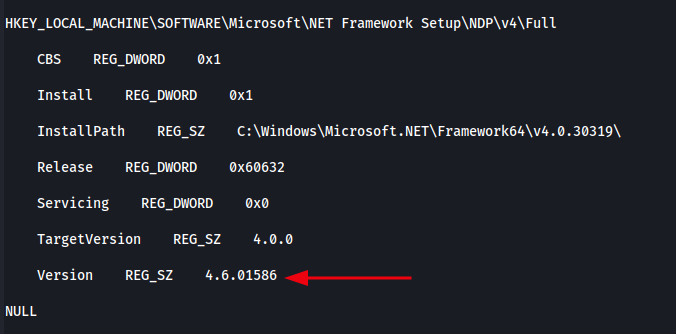 HKEY_LOCAL_MACHINE\SOFTWARE\Microsoft\NET Framework Setup\NDP\v4\Full
CBS    REG_DWORD    0x1
Install    REG_DWORD    0x1
InstallPath    REG_SZ    C:\Windows\Microsoft.NET\Framework64\v4.0.30319\
Release    REG_DWORD    0x60632
Servicing    REG_DWORD    0x0
TargetVersion    REG_SZ    4.0.0
Version    REG_SZ    4.6.01586
NULL